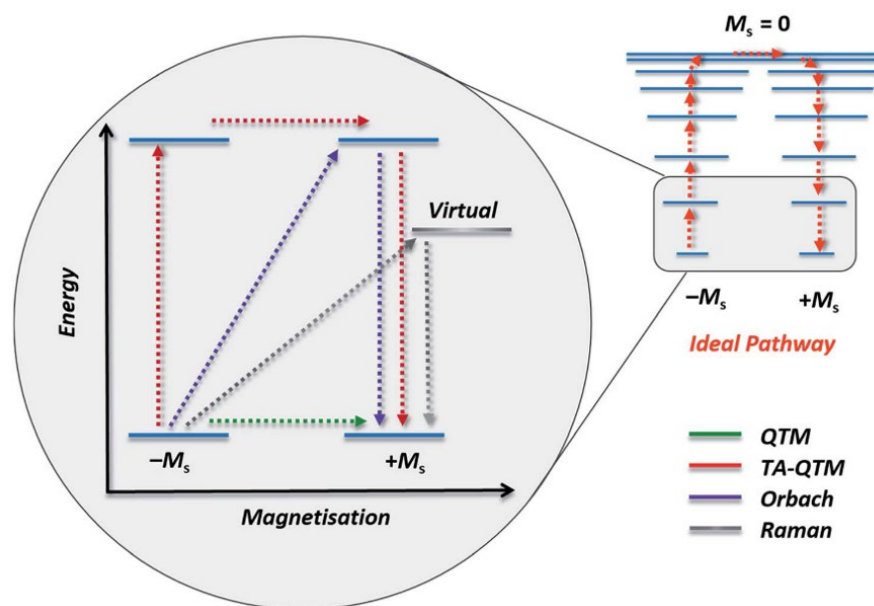 Mₛ = 0
Virtual
Energy
–Mₛ
+Mₛ
Magnetisation
–Mₛ
+Mₛ
Ideal Pathway
QTM
TA-QTM
Orbach
Raman